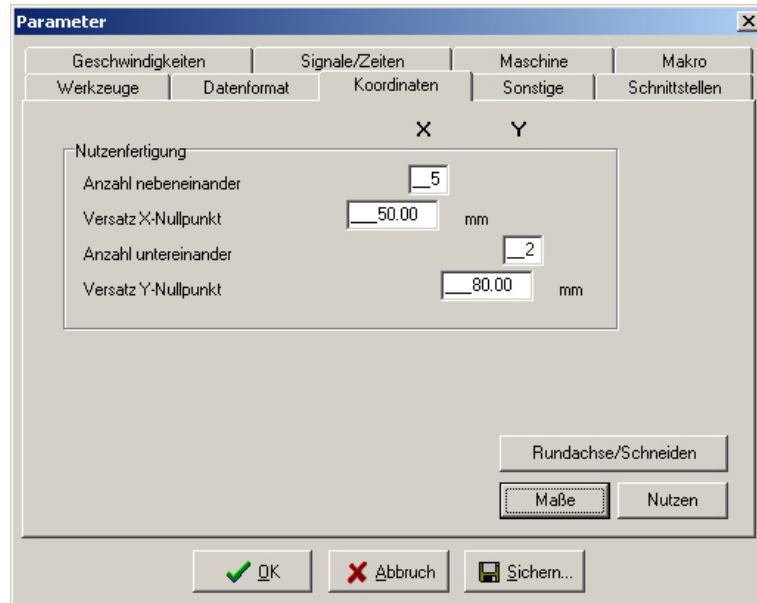 Parameter
Geschwindigkeiten Signale/Zeiten Maschine Makro
Werkzeuge Datenformat Koordinaten Sonstige Schnittstellen
X Y
Nutzenfertigung
Anzahl nebeneinander __5
Versatz X-Nullpunkt ___50.00 mm
Anzahl untereinander __2
Versatz Y-Nullpunkt ___80.00 mm
Rundachse/Schneiden
Maße Nutzen
OK Abbruch Sichern...